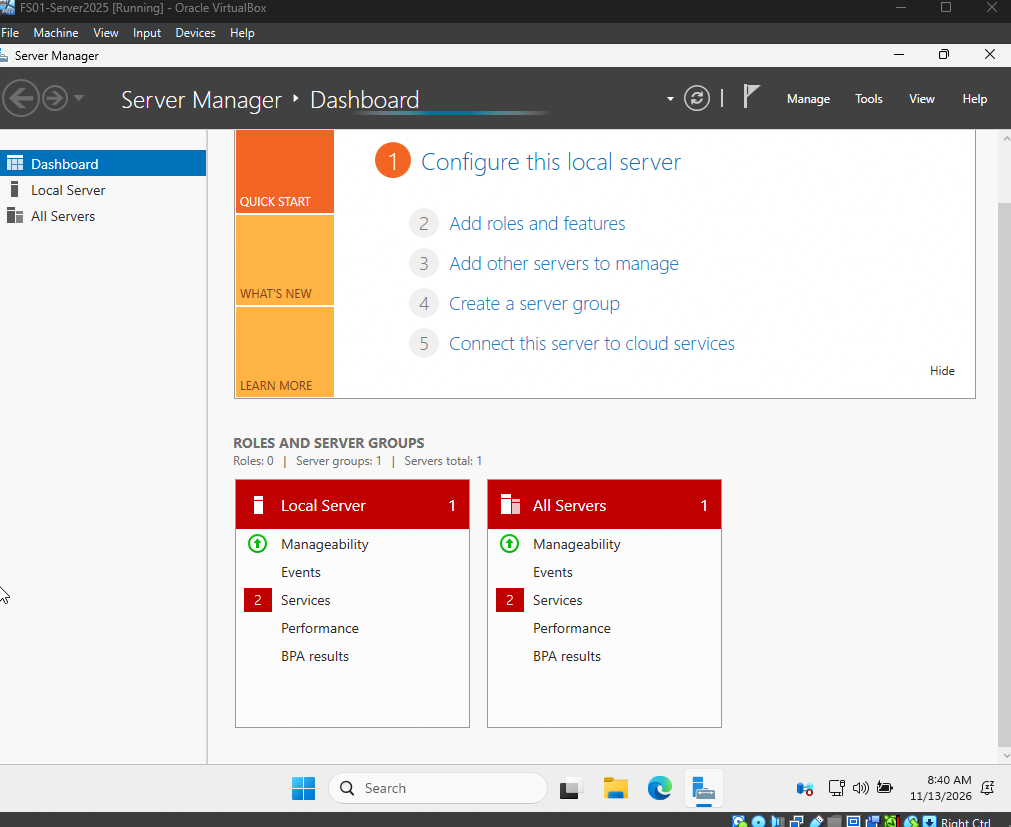 FS01-Server2025 [Running] - Oracle VirtualBox
File Machine View Input Devices Help
Server Manager
Server Manager ‣ Dashboard
Manage Tools View Help
Dashboard
Local Server
All Servers
QUICK START
WHAT'S NEW
LEARN MORE
1 Configure this local server
2 Add roles and features
3 Add other servers to manage
4 Create a server group
5 Connect this server to cloud services
Hide
ROLES AND SERVER GROUPS
Roles: 0 | Server groups: 1 | Servers total: 1
Local Server 1
Manageability
Events
2 Services
Performance
BPA results
All Servers 1
Manageability
Events
2 Services
Performance
BPA results
Search
8:40 AM
11/13/2026
Right Ctrl